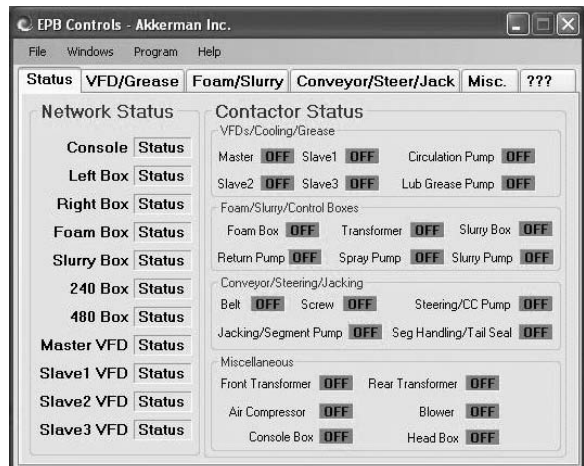 EPB Controls - Akkerman Inc.
File Windows Program Help
Status VFD/Grease Foam/Slurry Conveyor/Steer/Jack Misc. ???
Network Status
Console Status
Left Box Status
Right Box Status
Foam Box Status
Slurry Box Status
240 Box Status
480 Box Status
Master VFD Status
Slave1 VFD Status
Slave2 VFD Status
Slave3 VFD Status
Contactor Status
VFDs/Cooling/Grease
Master OFF Slave1 OFF Circulation Pump OFF
Slave2 OFF Slave3 OFF Lub Grease Pump OFF
Foam/Slurry/Control Boxes
Foam Box OFF Transformer OFF Slurry Box OFF
Return Pump OFF Spray Pump OFF Slurry Pump OFF
Conveyor/Steering/Jacking
Belt OFF Screw OFF Steering/CC Pump OFF
Jacking/Segment Pump OFF Seg Handling/Tail Seal OFF
Miscellaneous
Front Transformer OFF Rear Transformer OFF
Air Compressor OFF Blower OFF
Console Box OFF Head Box OFF